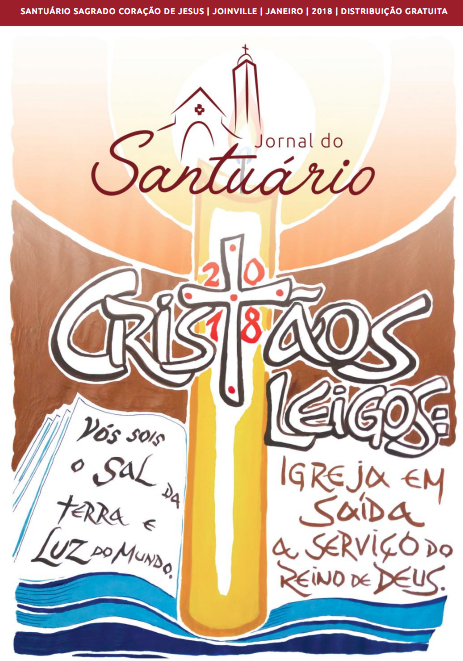 SANTUÁRIO SAGRADO CORAÇÃO DE JESUS | JOINVILLE | JANEIRO | 2018 | DISTRIBUIÇÃO GRATUITA
Jornal do
Santuário
20
18
CRISTÃOS
LEIGOS:
VÓS SOIS
O SAL DA
TERRA E
LUZ DO MUNDO.
IGREJA EM
SAÍDA
A SERVIÇO DO
REINO DE DEUS.